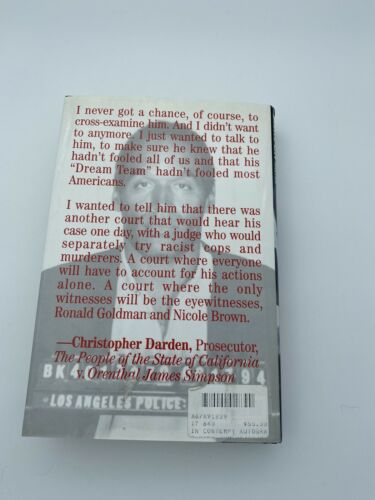 I never got a chance, of course, to
cross-examine him. And I didn't want
to anymore. I just wanted to talk to
him, to make sure he knew that he
hadn't fooled all of us and that his
"Dream Team" hadn't fooled most
Americans.
I wanted to tell him that there was
another court that would hear his
case one day, with a judge who would
separately try racist cops and
murderers. A court where everyone
will have to account for his actions
alone. A court where the only
witnesses will be the eyewitnesses,
Ronald Goldman and Nicole Brown.
—Christopher Darden, Prosecutor,
The People of the State of California
v. Orenthal James Simpson
BK 94
LOS ANGELES POLICE
IN CONTEMPT